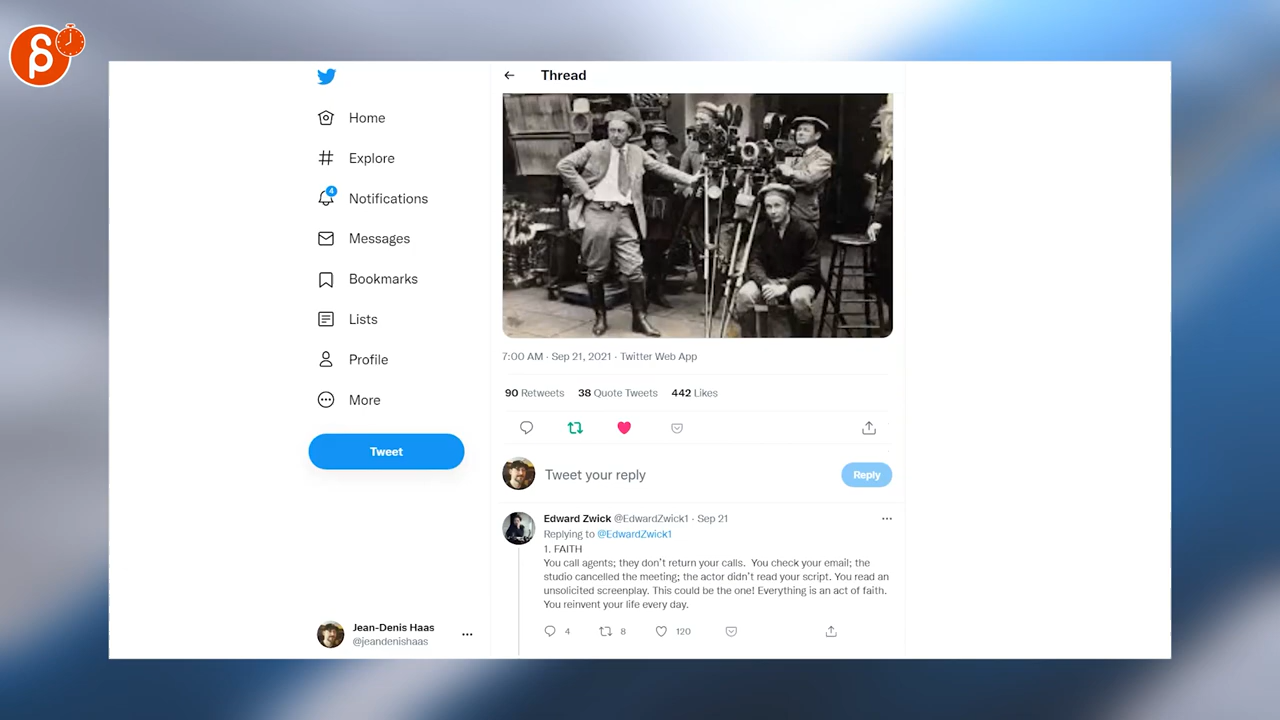 Thread
Home
Explore
4
Notifications
Messages
Bookmarks
Lists
Profile
More
Tweet
Jean-Denis Haas
@jeandenishaas
7:00 AM · Sep 21, 2021 · Twitter Web App
90 Retweets 38 Quote Tweets 442 Likes
Tweet your reply
Reply
Edward Zwick @EdwardZwick1 · Sep 21
Replying to @EdwardZwick1
1. FAITH
You call agents; they don't return your calls. You check your email; the
studio cancelled the meeting; the actor didn't read your script. You read an
unsolicited screenplay. This could be the one! Everything is an act of faith.
You reinvent your life every day.
4 8 120